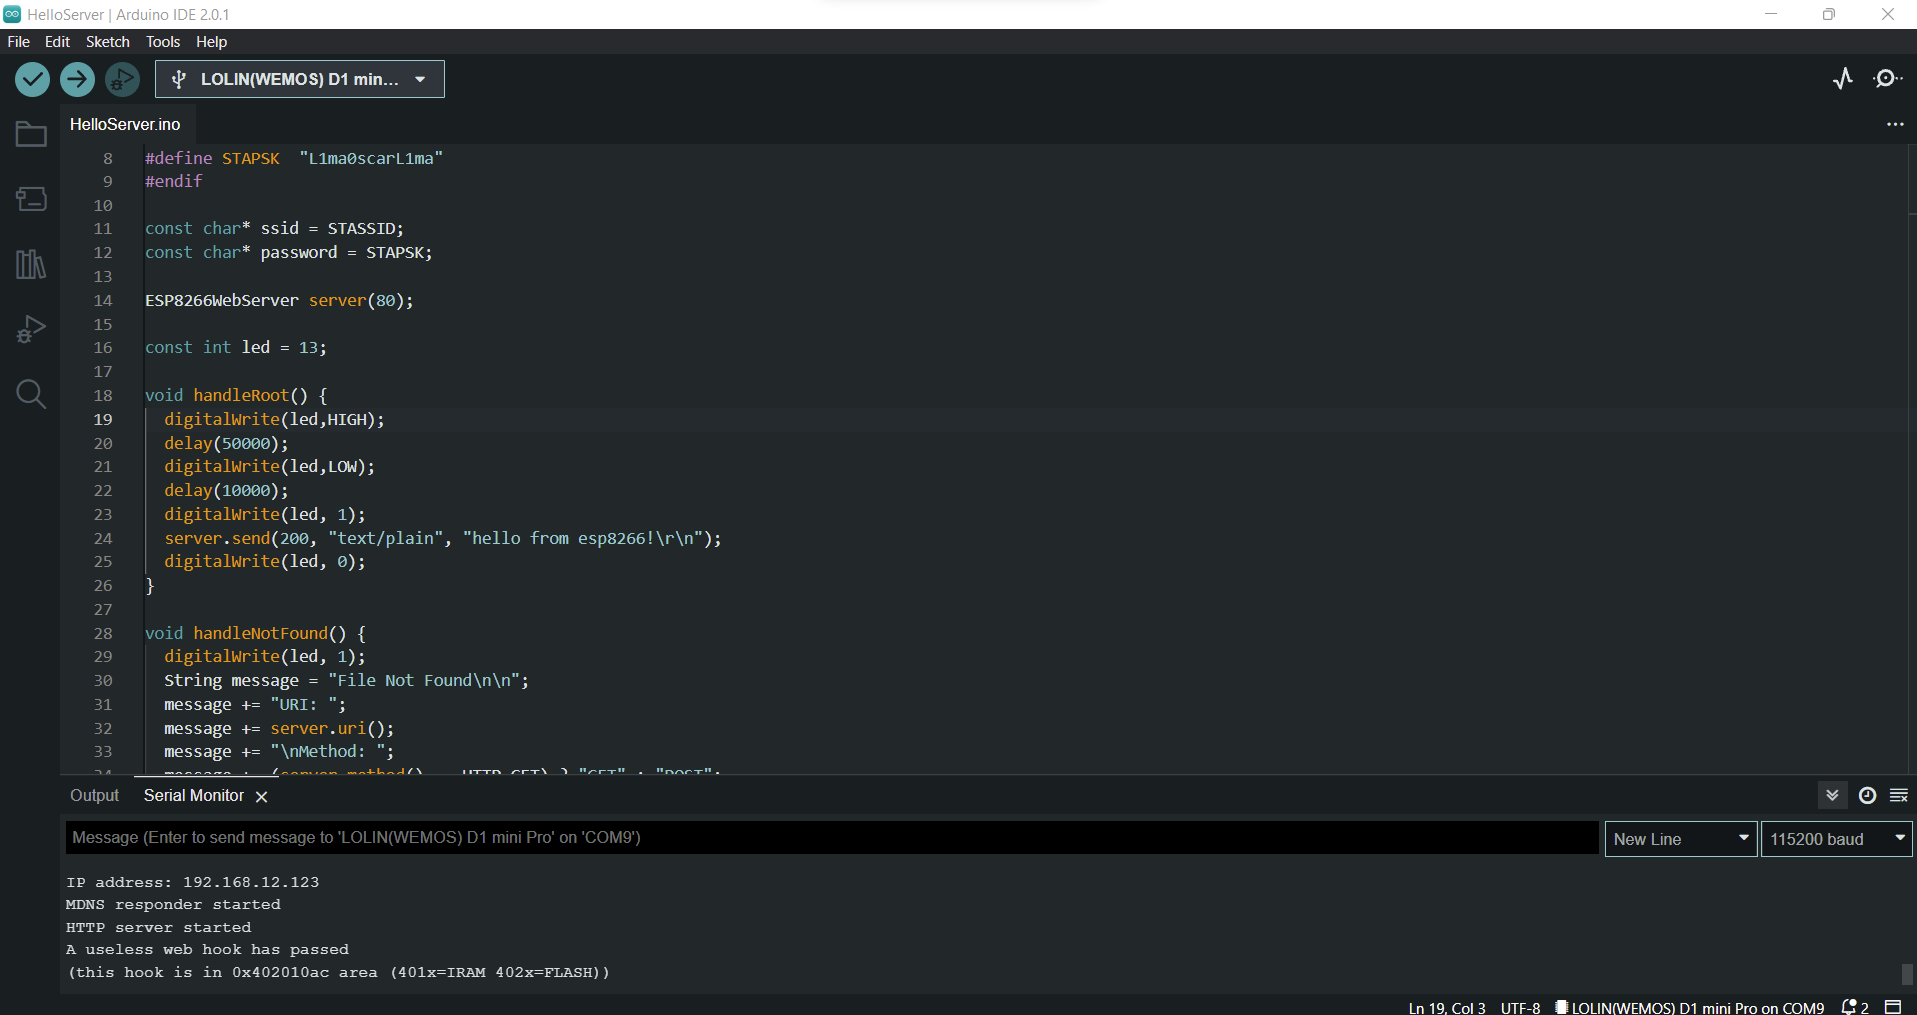 HelloServer | Arduino IDE 2.0.1
File Edit Sketch Tools Help
LOLIN(WEMOS) D1 min...
HelloServer.ino
8 #define STAPSK "L1ma0scarL1ma"
9 #endif
10
11 const char* ssid = STASSID;
12 const char* password = STAPSK;
13
14 ESP8266WebServer server(80);
15
16 const int led = 13;
17
18 void handleRoot() {
19 digitalWrite(led,HIGH);
20 delay(50000);
21 digitalWrite(led,LOW);
22 delay(10000);
23 digitalWrite(led, 1);
24 server.send(200, "text/plain", "hello from esp8266!\r\n");
25 digitalWrite(led, 0);
26 }
27
28 void handleNotFound() {
29 digitalWrite(led, 1);
30 String message = "File Not Found\n\n";
31 message += "URI: ";
32 message += server.uri();
33 message += "\nMethod: ";
Output Serial Monitor
Message (Enter to send message to 'LOLIN(WEMOS) D1 mini Pro' on 'COM9')
New Line 115200 baud
IP address: 192.168.12.123
MDNS responder started
HTTP server started
A useless web hook has passed
(this hook is in 0x402010ac area (401x=IRAM 402x=FLASH))
Ln 19, Col 3 UTF-8 LOLIN(WEMOS) D1 mini Pro on COM9 2